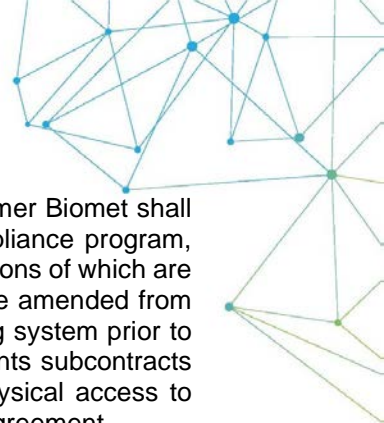 mer Biomet shall
pliance program,
ons of which are
e amended from
g system prior to
nts subcontracts
ysical access to
greement.